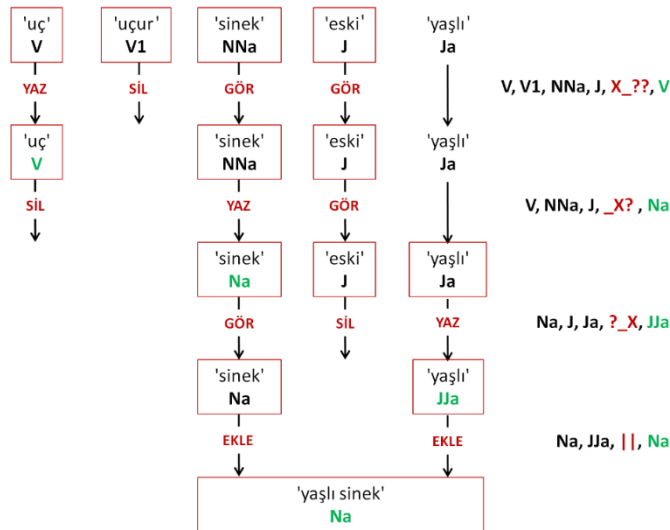 'uç' 'uçur' 'sinek' 'eski' 'yaşlı'
V V1 NNa J Ja
YAZ SİL GÖR GÖR V, V1, NNa, J, X_??, V
'uç' 'sinek' 'eski' 'yaşlı'
V NNa J Ja
SİL YAZ GÖR V, NNa, J, _X? , Na
'sinek' 'eski' 'yaşlı'
Na J Ja
GÖR SİL YAZ Na, J, Ja, ?_X, JJa
'sinek' 'yaşlı'
Na JJa
EKLE EKLE Na, JJa, ||, Na
'yaşlı sinek'
Na